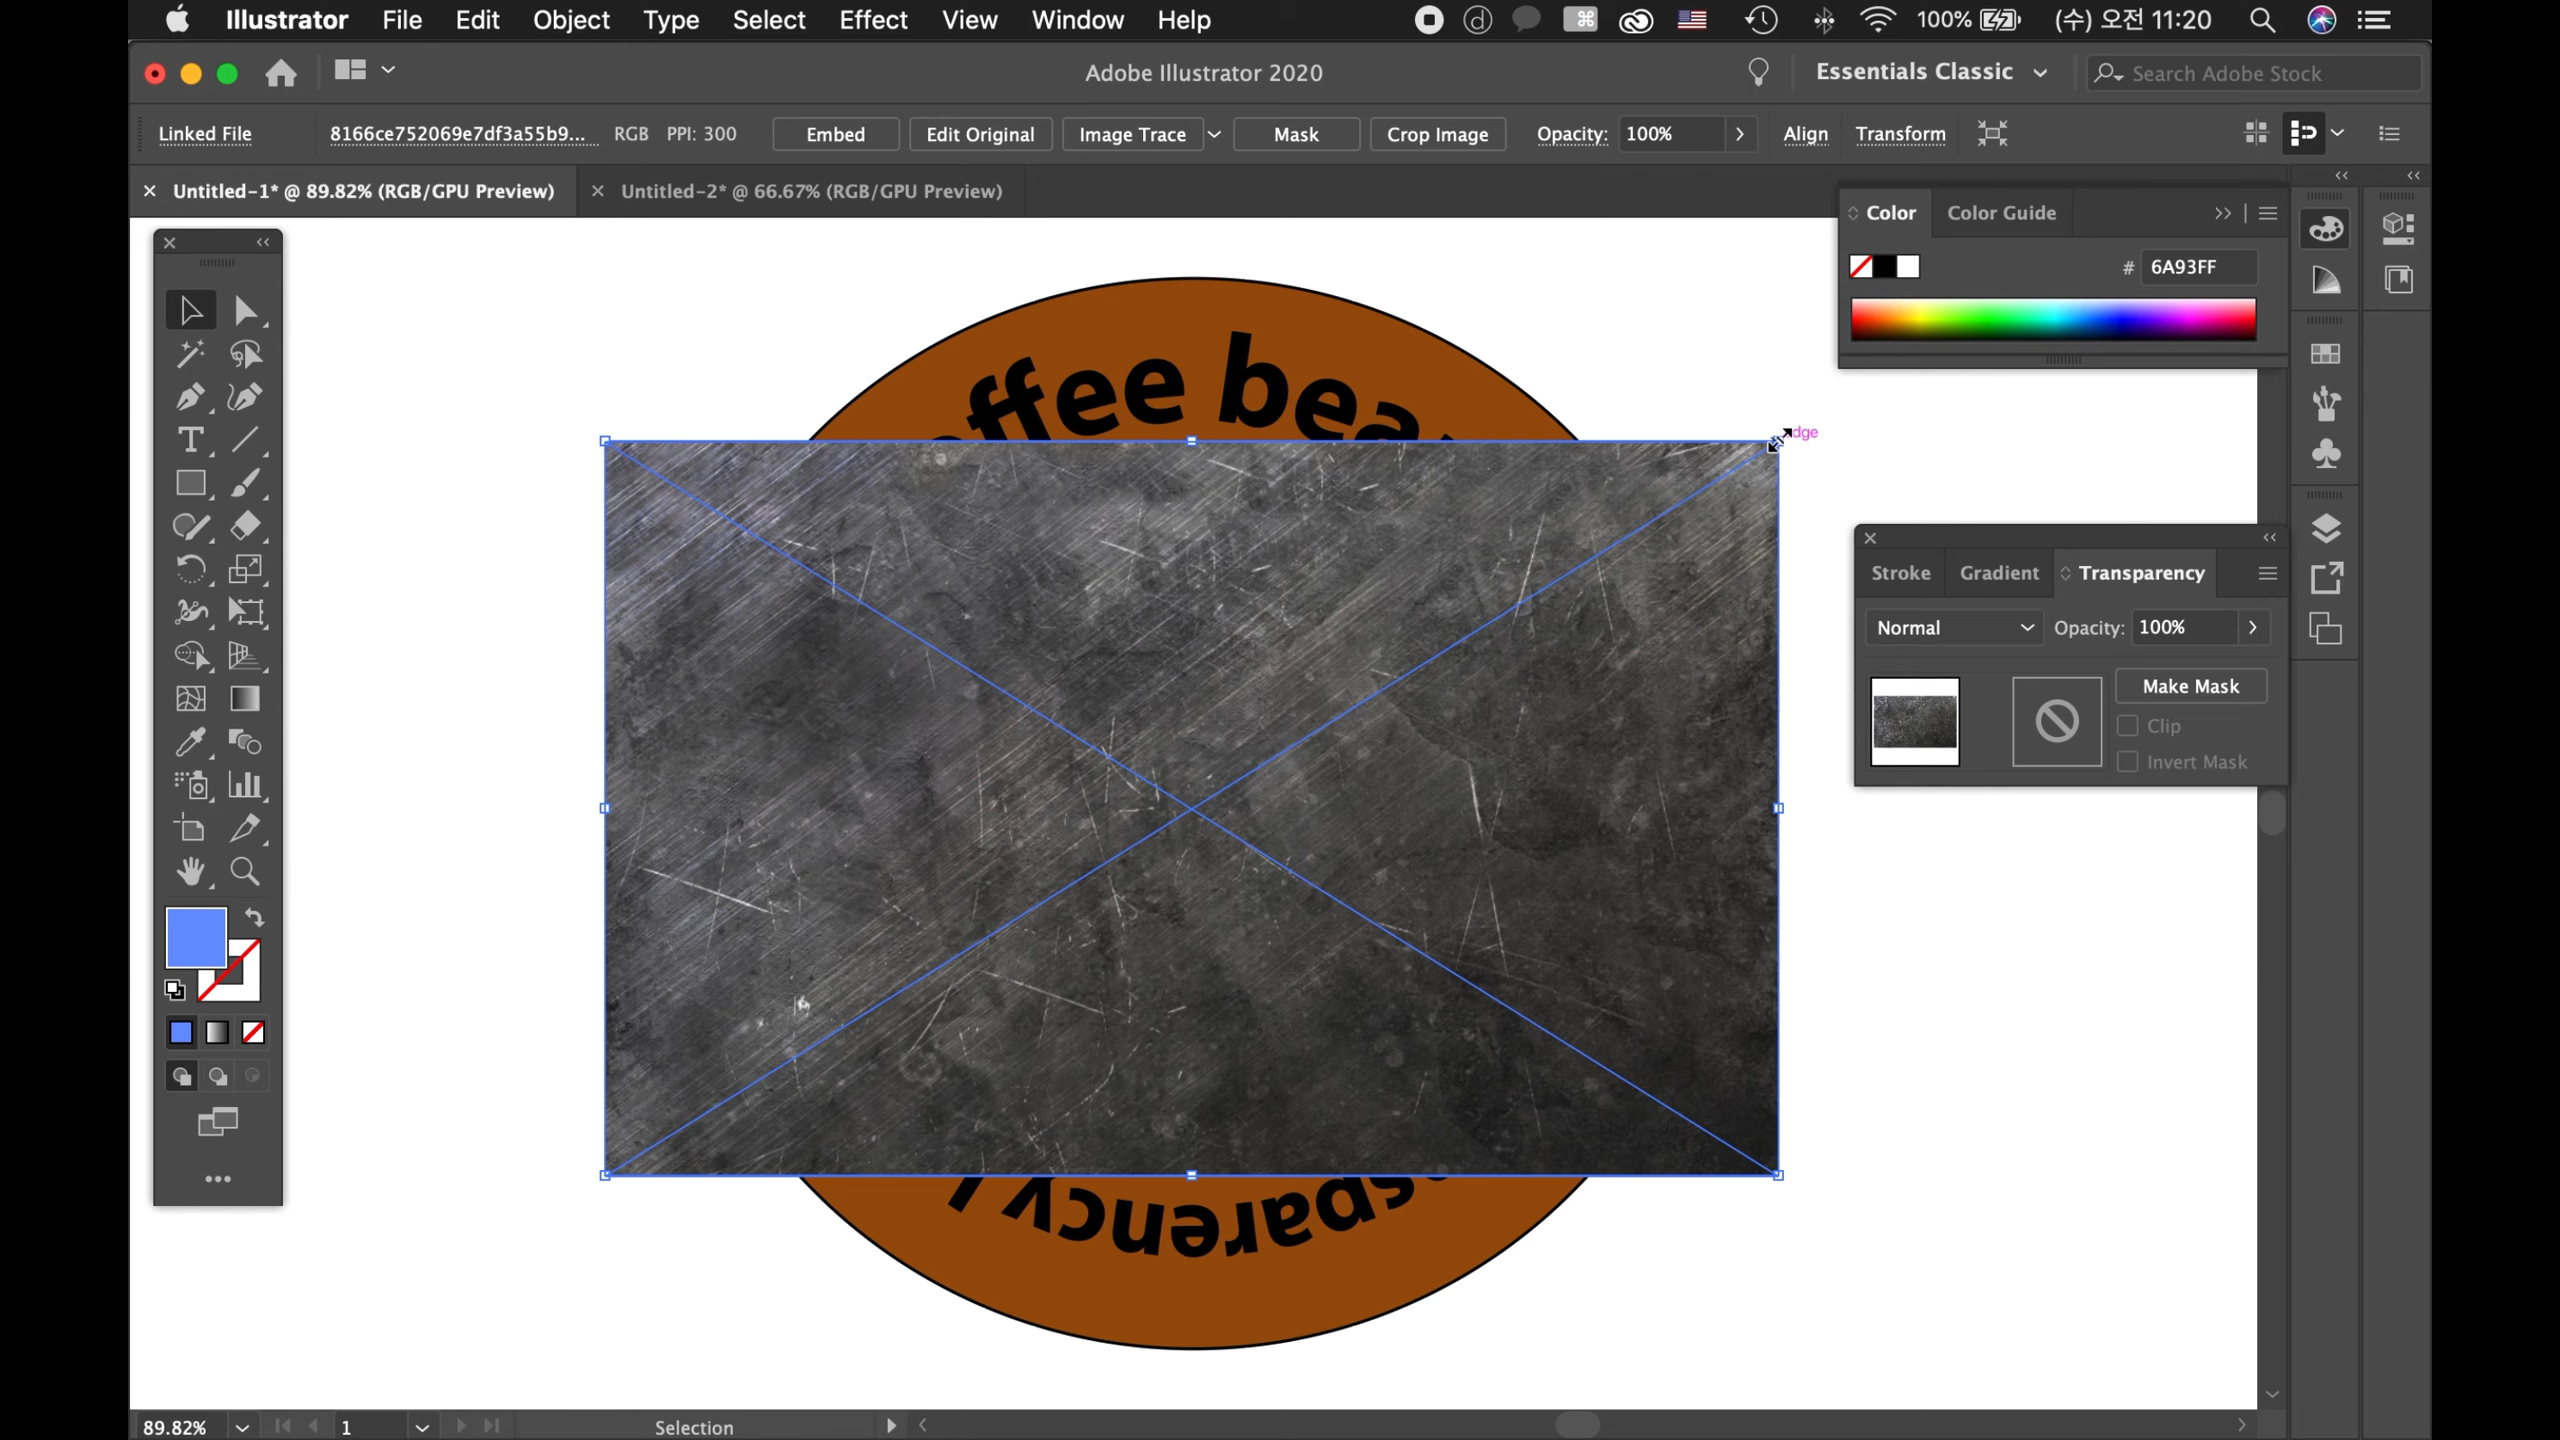 Illustrator File Edit Object Type Select Effect View Window Help 100% (수) 오전 11:20
Adobe Illustrator 2020 Essentials Classic Search Adobe Stock
Linked File 8166ce752069e7df3a55b9... RGB PPI: 300 Embed Edit Original Image Trace Mask Crop Image Opacity: 100% Align Transform
Untitled-1* @ 89.82% (RGB/GPU Preview) Untitled-2* @ 66.67% (RGB/GPU Preview)
Color Color Guide
# 6A93FF
ffee bea
dge
Stroke Gradient Transparency
Normal Opacity: 100%
Make Mask
Clip
Invert Mask
sparency
89.82% 1 Selection